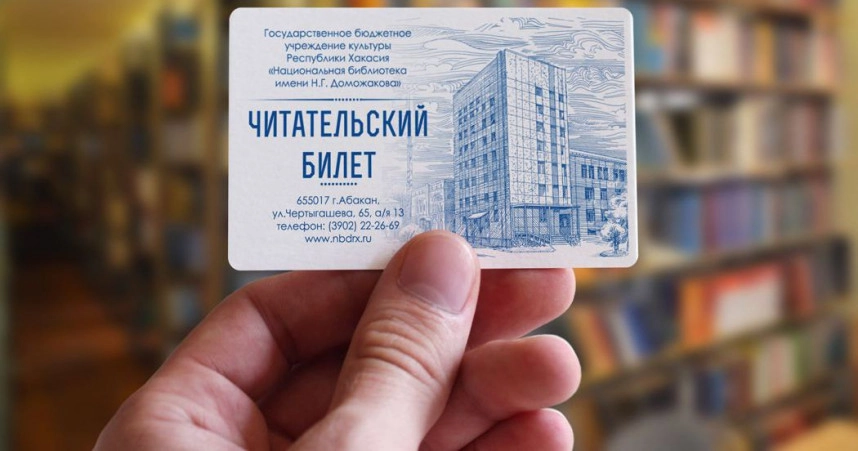 Государственное бюджетное
учреждение культуры
Республики Хакасия
«Национальная библиотека
имени Н.Г. Доможакова»
ЧИТАТЕЛЬСКИЙ
БИЛЕТ
655017 г.Абакан,
ул.Чертыгашева, 65, а/я 13
телефон: (3902) 22-26-69
www.nbdrx.ru